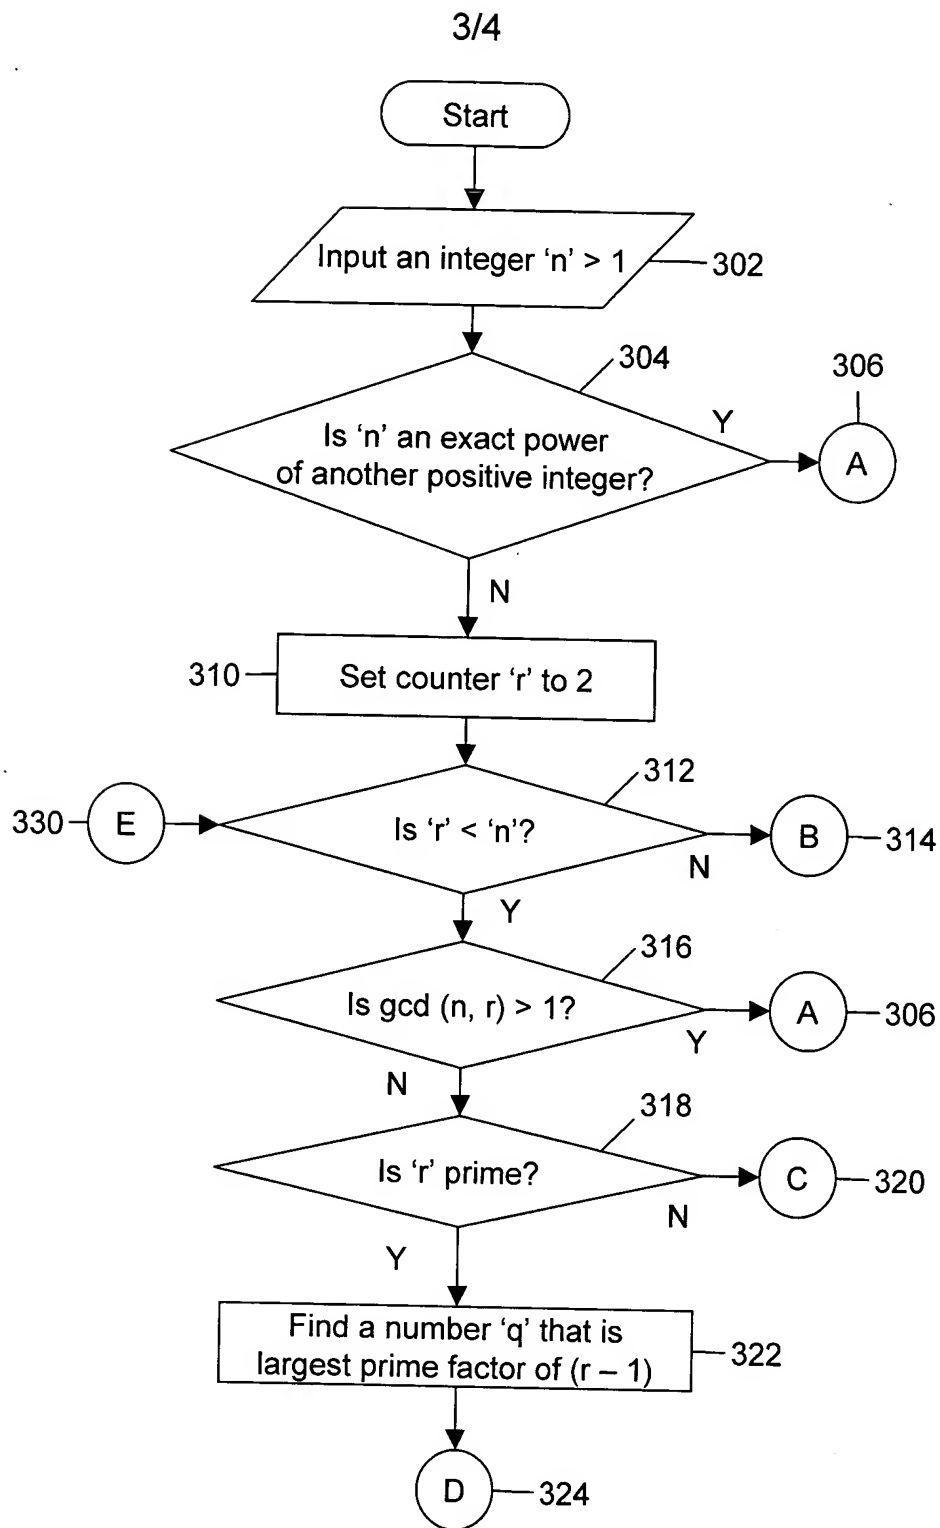 3/4
Start
Input an integer ‘n’ > 1
302
304
306
Is ‘n’ an exact power
of another positive integer?
Y
A
N
310
Set counter ‘r’ to 2
312
330
E
Is ‘r’ < ‘n’?
N
B
314
Y
316
Is gcd (n, r) > 1?
Y
A
306
N
318
Is ‘r’ prime?
N
C
320
Y
Find a number ‘q’ that is
largest prime factor of (r – 1)
322
D
324